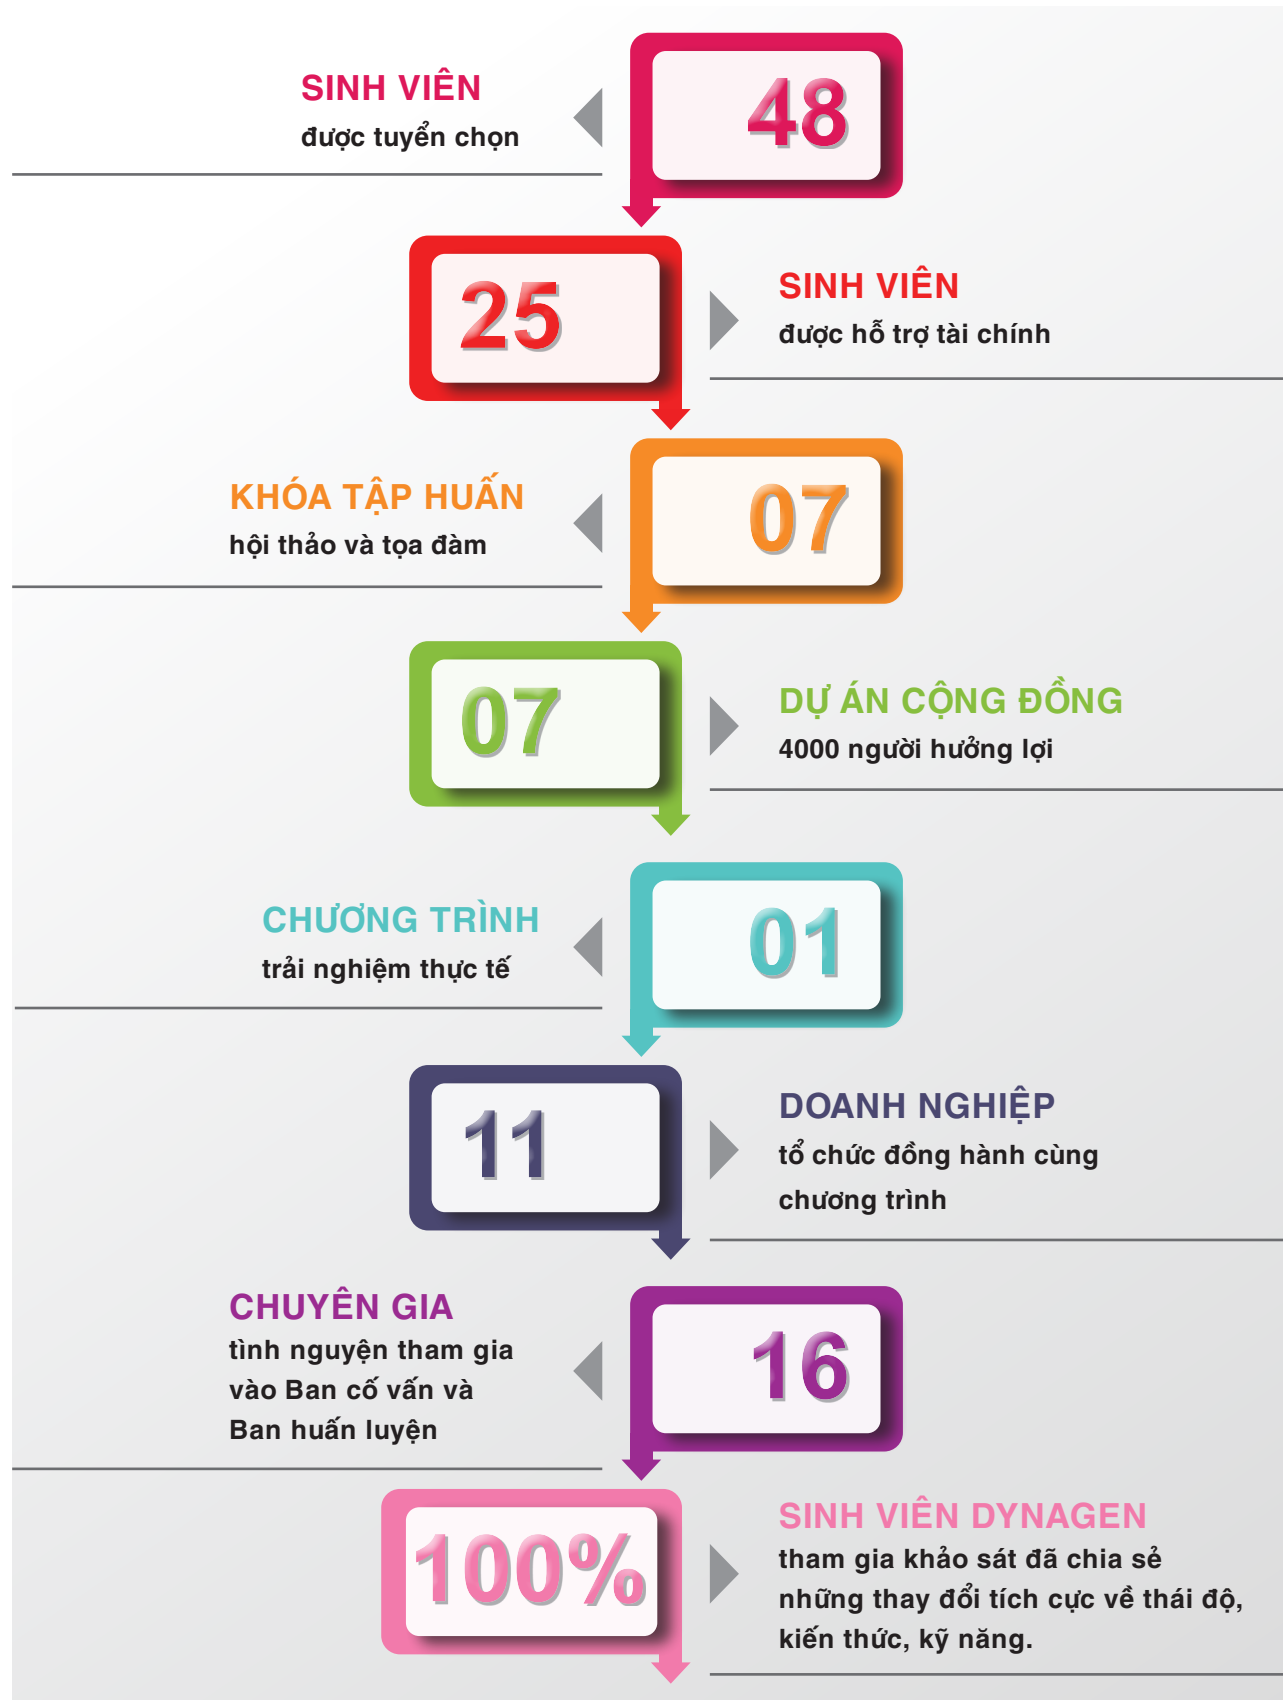 SINH VIÊN
được tuyển chọn
48
25
SINH VIÊN
được hỗ trợ tài chính
KHÓA TẬP HUẤN
hội thảo và tọa đàm
07
07
DỰ ÁN CỘNG ĐỒNG
4000 người hưởng lợi
CHƯƠNG TRÌNH
trải nghiệm thực tế
01
11
DOANH NGHIỆP
tổ chức đồng hành cùng
chương trình
CHUYÊN GIA
tình nguyện tham gia
vào Ban cố vấn và
Ban huấn luyện
16
100%
SINH VIÊN DYNAGEN
tham gia khảo sát đã chia sẻ
những thay đổi tích cực về thái độ,
kiến thức, kỹ năng.